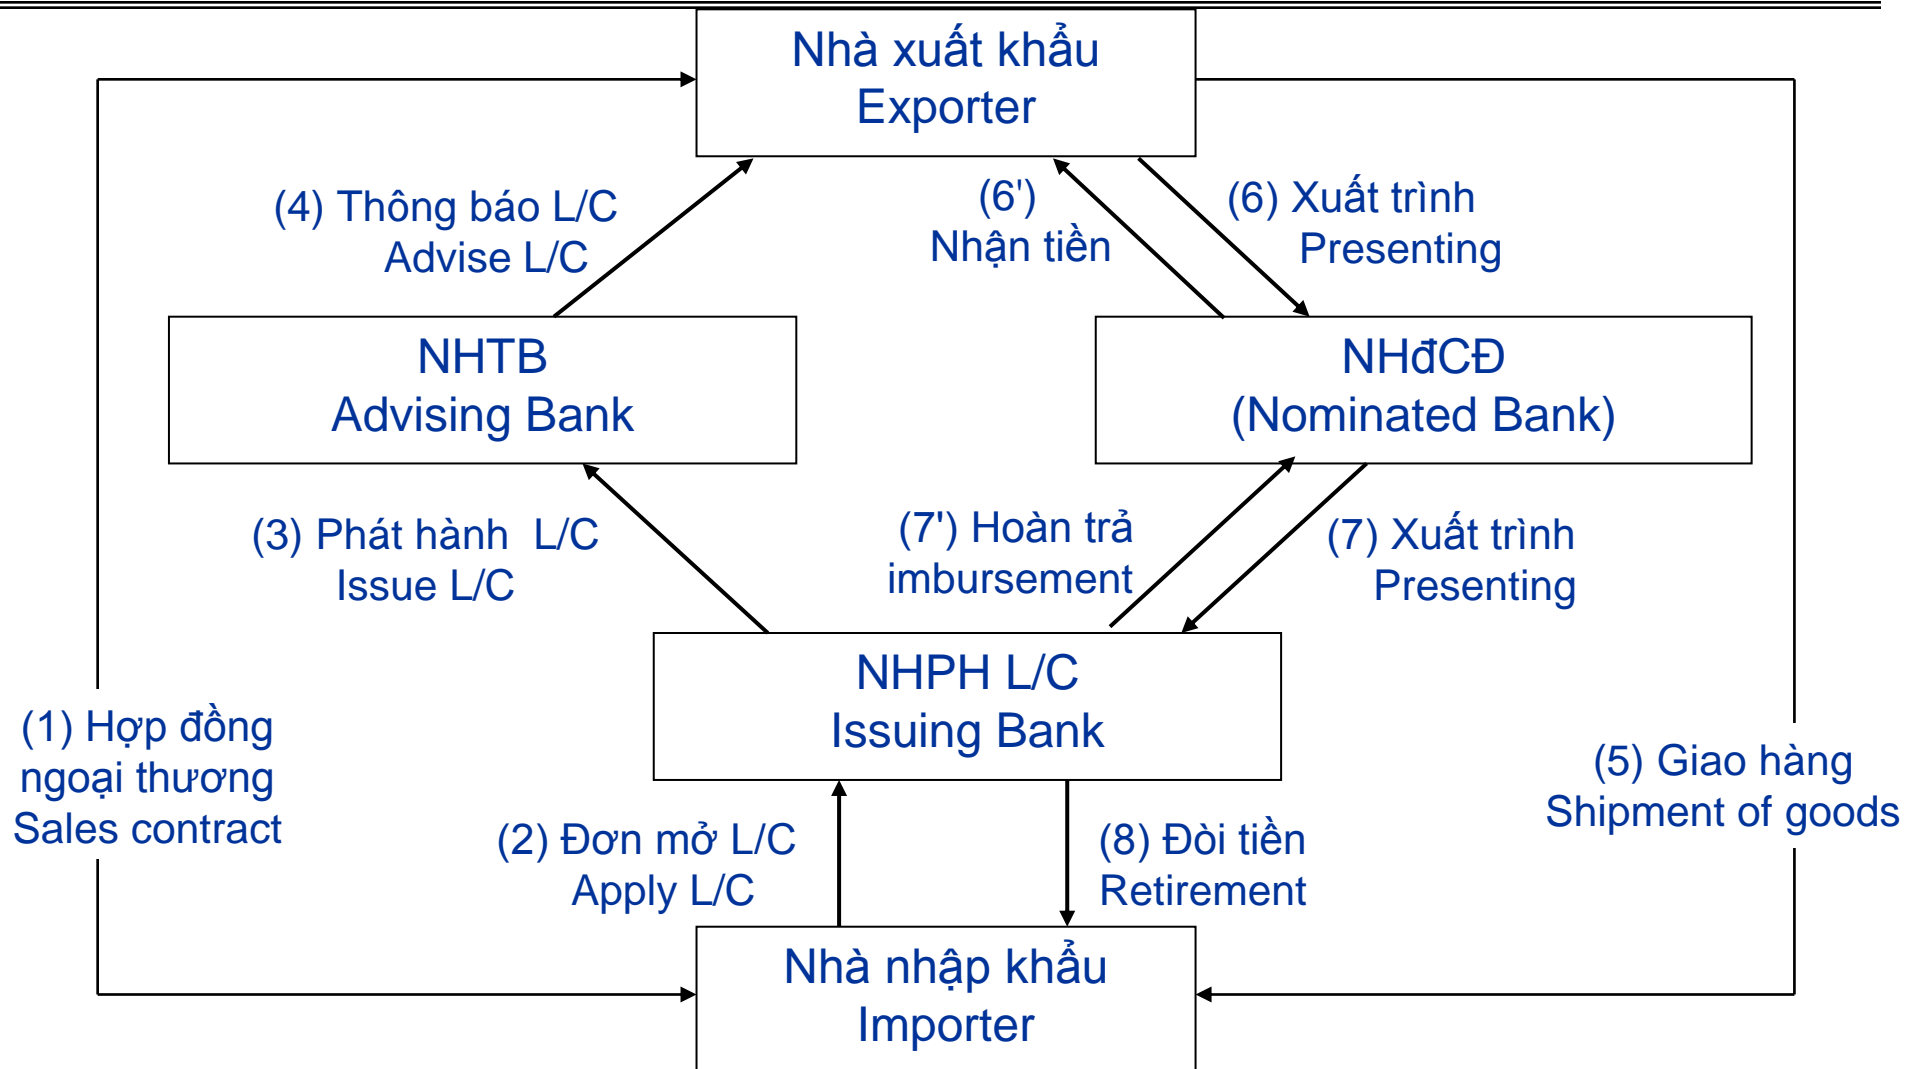 Nhà xuất khẩu
Exporter
(4) Thông báo L/C
Advise L/C
(6')
Nhận tiền
(6) Xuất trình
Presenting
NHTB
Advising Bank
NHđCĐ
(Nominated Bank)
(3) Phát hành L/C
Issue L/C
(7') Hoàn trả
imbursement
(7) Xuất trình
Presenting
NHPH L/C
Issuing Bank
(1) Hợp đồng
ngoại thương
Sales contract
(5) Giao hàng
Shipment of goods
(2) Đơn mở L/C
Apply L/C
(8) Đòi tiền
Retirement
Nhà nhập khẩu
Importer